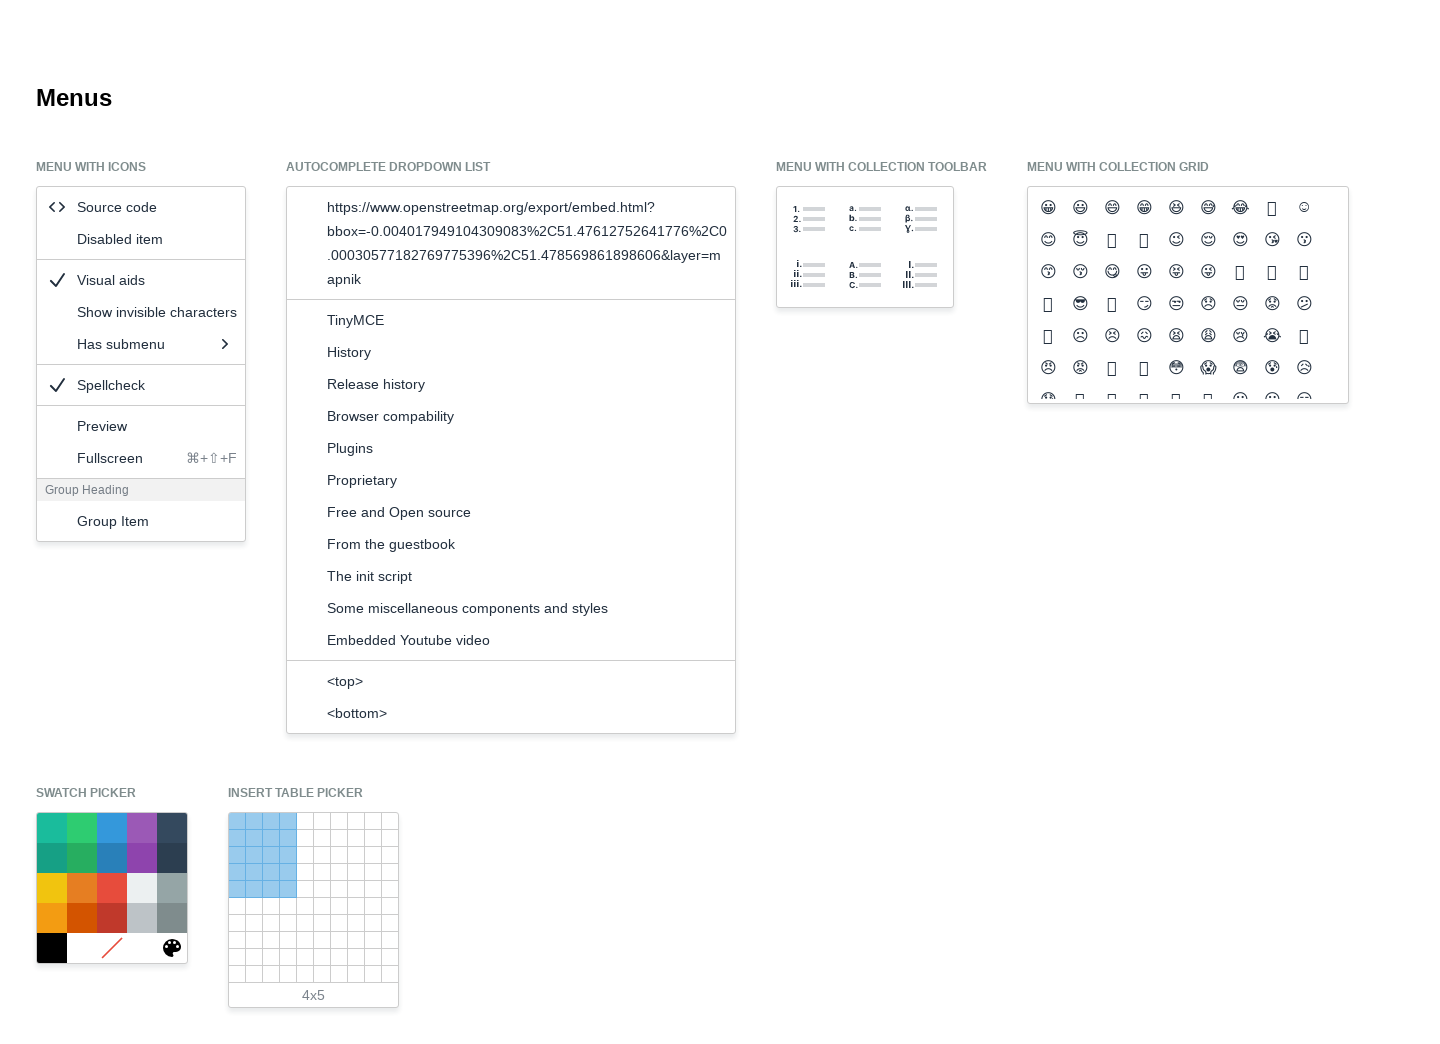 Menus
MENU WITH ICONS
Source code
Disabled item
Visual aids
Show invisible characters
Has submenu
Spellcheck
Preview
Fullscreen ⌘+⇧+F
Group Heading
Group Item
AUTOCOMPLETE DROPDOWN LIST
https://www.openstreetmap.org/export/embed.html?
bbox=-0.004017949104309083%2C51.47612752641776%2C0
.00030577182769775396%2C51.478569861898606&layer=m
apnik
TinyMCE
History
Release history
Browser compability
Plugins
Proprietary
Free and Open source
From the guestbook
The init script
Some miscellaneous components and styles
Embedded Youtube video
<top>
<bottom>
MENU WITH COLLECTION TOOLBAR
1. a. α.
2. b. β.
3. c. γ.
i. A. I.
ii. B. II.
iii. C. III.
MENU WITH COLLECTION GRID
SWATCH PICKER
INSERT TABLE PICKER
4x5